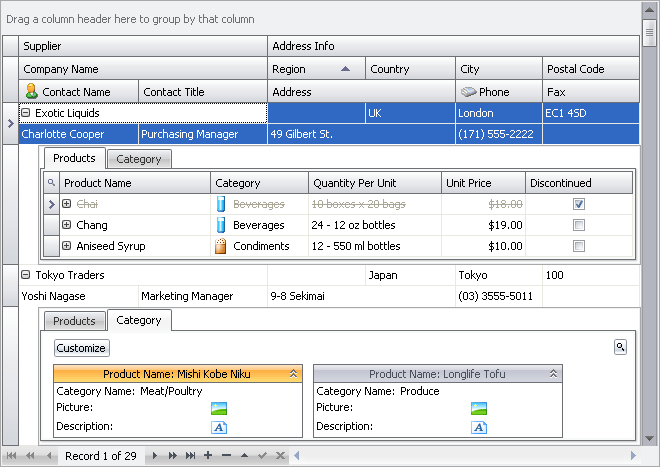 Drag a column header here to group by that column
Supplier Address Info
Company Name Region Country City Postal Code
Contact Name Contact Title Address Phone Fax
Exotic Liquids UK London EC1 4SD
Charlotte Cooper Purchasing Manager 49 Gilbert St. (171) 555-2222
Products Category
Product Name Category Quantity Per Unit Unit Price Discontinued
Chai Beverages 10 boxes x 20 bags $18.00
Chang Beverages 24 - 12 oz bottles $19.00
Aniseed Syrup Condiments 12 - 550 ml bottles $10.00
Tokyo Traders Japan Tokyo 100
Yoshi Nagase Marketing Manager 9-8 Sekimai (03) 3555-5011
Products Category
Customize
Product Name: Mishi Kobe Niku Product Name: Longlife Tofu
Category Name: Meat/Poultry Category Name: Produce
Picture: Picture:
Description: A Description: A
Record 1 of 29